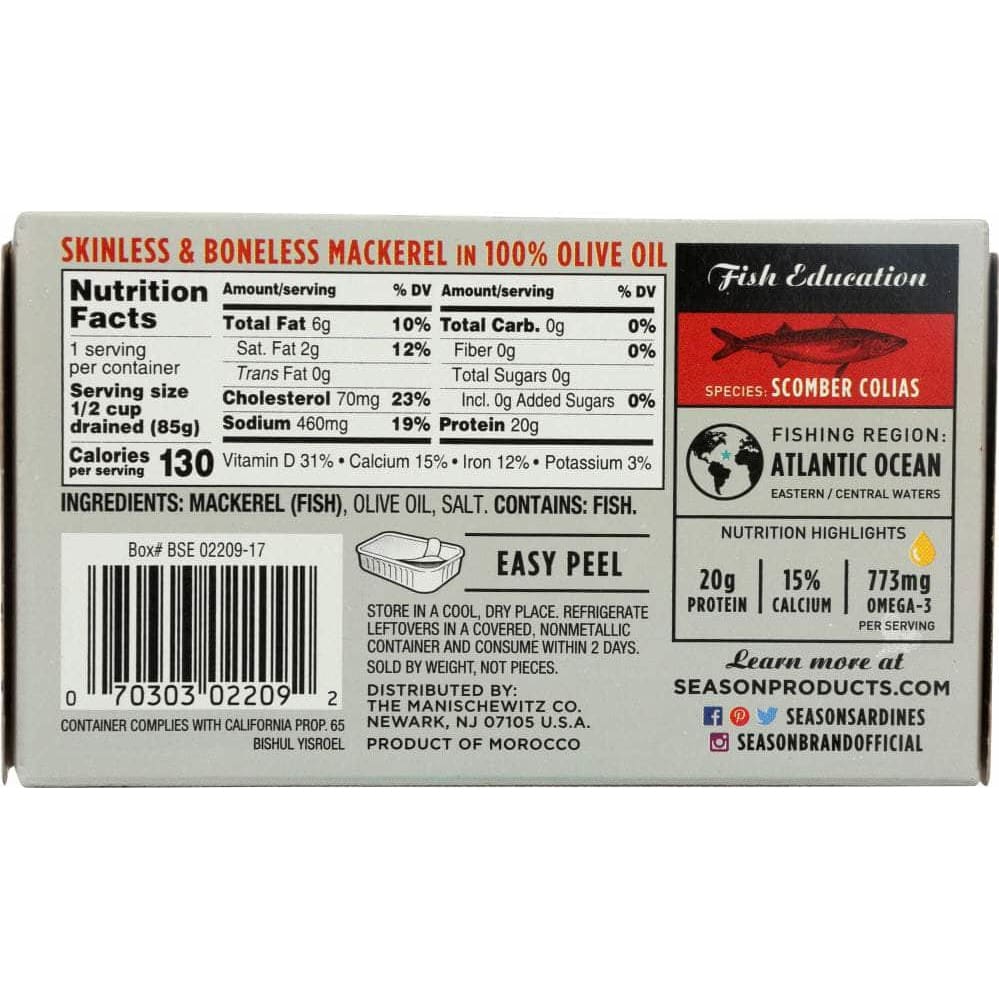 SKINLESS & BONELESS MACKEREL IN 100% OLIVE OIL
Nutrition
Facts
1 serving
per container
Serving size
1/2 cup
drained (85g)
Calories
per serving 130
Amount/serving % DV
Total Fat 6g 10%
Sat. Fat 2g 12%
Trans Fat 0g
Cholesterol 70mg 23%
Sodium 460mg 19%
Amount/serving % DV
Total Carb. 0g 0%
Fiber 0g 0%
Total Sugars 0g
Incl. 0g Added Sugars 0%
Protein 20g
Vitamin D 31% • Calcium 15% • Iron 12% • Potassium 3%
INGREDIENTS: MACKEREL (FISH), OLIVE OIL, SALT. CONTAINS: FISH.
Box# BSE 02209-17
0 70303 02209 2
CONTAINER COMPLIES WITH CALIFORNIA PROP. 65
BISHUL YISROEL
EASY PEEL
STORE IN A COOL, DRY PLACE. REFRIGERATE
LEFTOVERS IN A COVERED, NONMETALLIC
CONTAINER AND CONSUME WITHIN 2 DAYS.
SOLD BY WEIGHT, NOT PIECES.
DISTRIBUTED BY:
THE MANISCHEWITZ CO.
NEWARK, NJ 07105 U.S.A.
PRODUCT OF MOROCCO
Fish Education
SPECIES: SCOMBER COLIAS
FISHING REGION:
ATLANTIC OCEAN
EASTERN / CENTRAL WATERS
NUTRITION HIGHLIGHTS
20g 15% 773mg
PROTEIN CALCIUM OMEGA-3
PER SERVING
Learn more at
SEASONPRODUCTS.COM
SEASONSARDINES
SEASONBRANDOFFICIAL